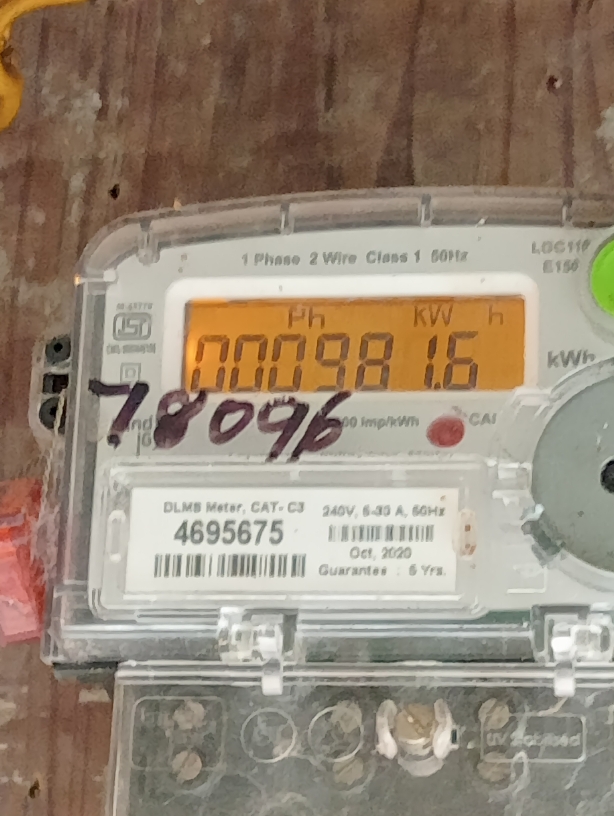 1 Phase 2 Wire Class 1 50Hz
E150
Ph kW h
000981.6
kWh
78096
Imp/kWh
CAL
DLMS Meter, CAT- C3
4695675
240V, 5-30 A, 50Hz
Oct, 2020
Guarantee : 5 Yrs.